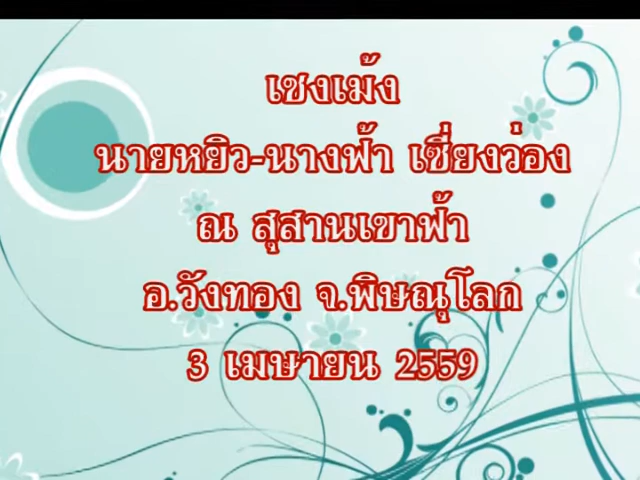 เชงเม้ง
นายหยิว-นางฟ้า เซี่ยงว่อง
ณ สุสานเขาฟ้า
อ.วังทอง จ.พิษณุโลก
3 เมษายน 2559